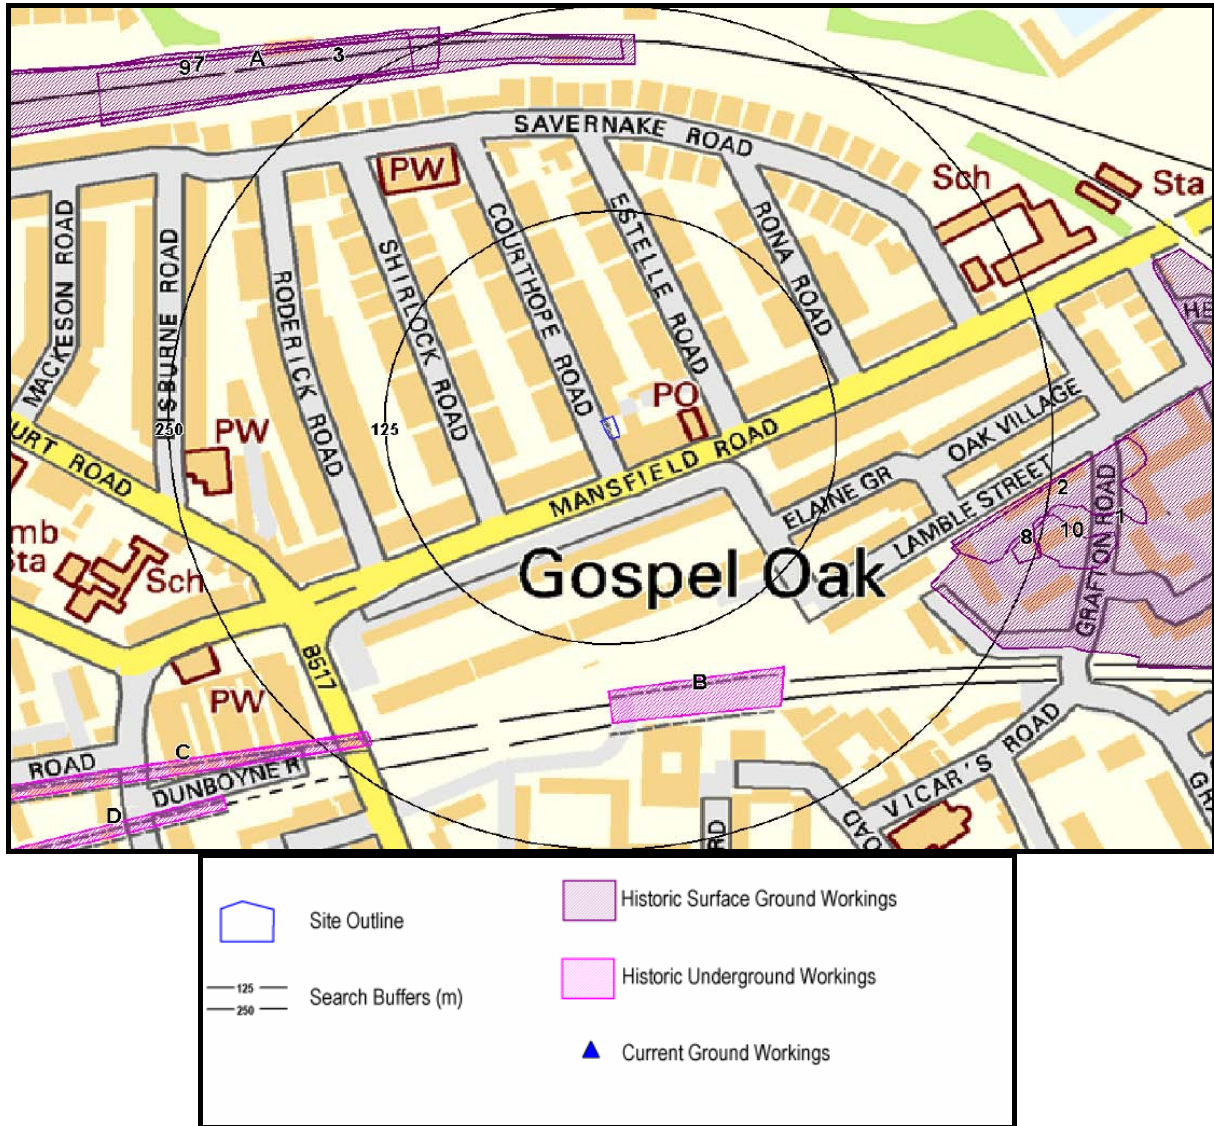 97 A 3
SAVERNAKE ROAD
PW
Sch
Sta
MACKESON ROAD
ISBURNE ROAD
RODERICK ROAD
SHIRLOCK ROAD
COURTHOPE ROAD
ESTELLE ROAD
RONA ROAD
HE
PO
250
125
PW
URT ROAD
MANSFIELD ROAD
OAK VILLAGE
ELAINE GR
LAMBLE STREET
GRAFTON ROAD
2
1
8
10
mb
Sta
Sch
Gospel Oak
B517
PW
B
C
ROAD
DUNBOYNE R
D
VICAR'S ROAD
OAD
RD
GRA
Site Outline
Historic Surface Ground Workings
125
250
Search Buffers (m)
Historic Underground Workings
Current Ground Workings